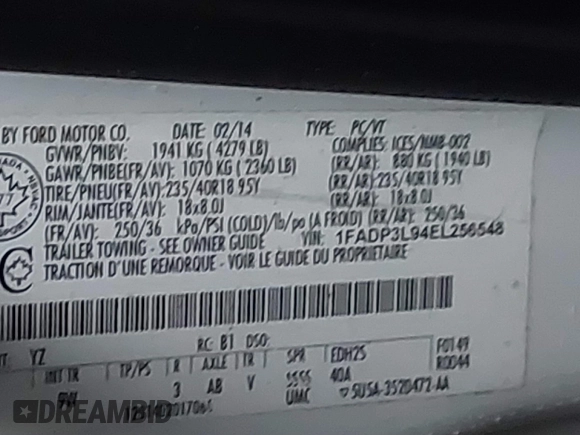 BY FORD MOTOR CO. DATE: 02/14 TYPE: PC/VT
GVWR/PNBV: 1941 KG ( 4279 LB) COMPLIES: ICES/NMB-002
GAWR/PNBE(FR/AV): 1070 KG ( 2360 LB) (RR/AR): 880 KG ( 1940 LB)
TIRE/PNEU(FR/AV): 235/40R18 95Y (RR/AR): 235/40R18 95Y
RIM/JANTE(FR/AV): 18x8.0J (RR/AR): 18x8.0J
(FR/AV): 250/36 kPa/PSI (COLD)/lb/po (A FROID) (RR/AR): 250/36
TRAILER TOWING - SEE OWNER GUIDE VIN: 1FADP3L94EL256548
TRACTION D'UNE REMORQUE - VOIR LE GUIDE DU PROPRIETAIRE
YZ RC: B1 DSO:
INT TR TP/PS R AXLE TR SPR EDH2S F0149
3 AB V SSSS 40A R0044
UMC 5U5A-3520472-AA
DREAMBID